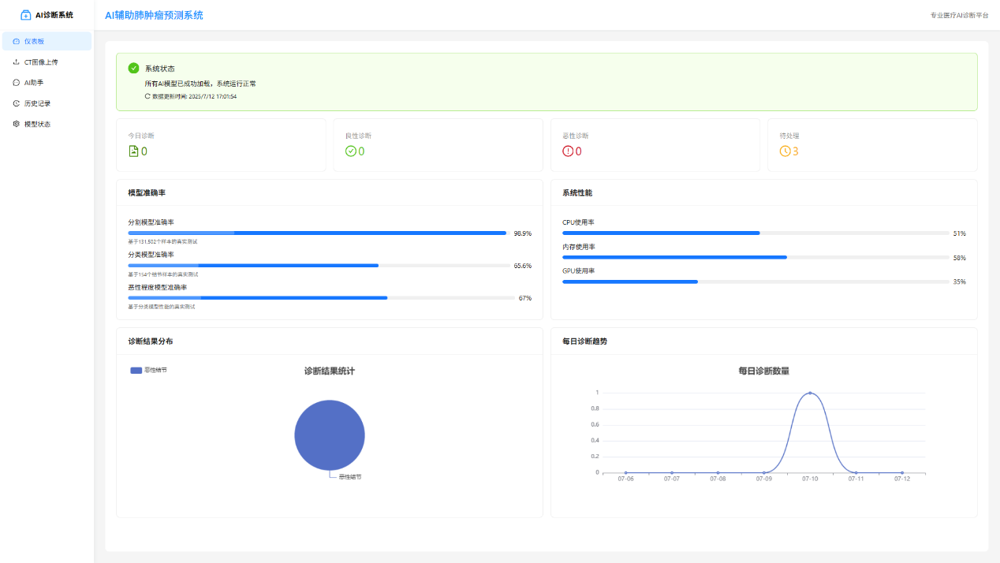 AI诊断系统
AI辅助肺肿瘤预测系统
专业医疗AI诊断平台
仪表板
CT图像上传
AI助手
历史记录
模型状态
系统状态
所有AI模型已成功加载，系统运行正常
数据更新时间: 2025/7/12 17:01:54
今日诊断
0
良性诊断
0
恶性诊断
0
待处理
3
模型准确率
分割模型准确率
98.9%
基于131,502个样本的真实测试
分类模型准确率
65.6%
基于154个结节样本的真实测试
恶性程度模型准确率
67%
基于分类模型性能的真实测试
系统性能
CPU使用率
51%
内存使用率
58%
GPU使用率
35%
诊断结果分布
恶性结节
诊断结果统计
恶性结节
每日诊断趋势
每日诊断数量
1
0.8
0.6
0.4
0.2
0
07-06 07-07 07-08 07-09 07-10 07-11 07-12